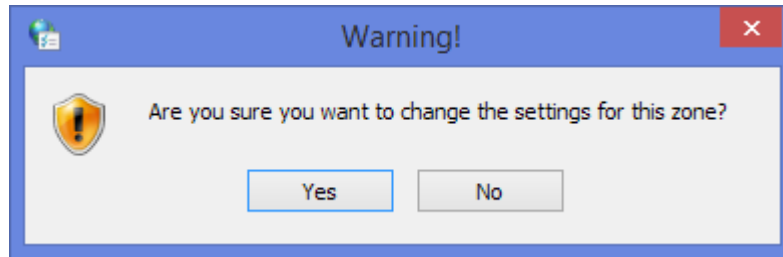 Warning!
Are you sure you want to change the settings for this zone?
Yes No